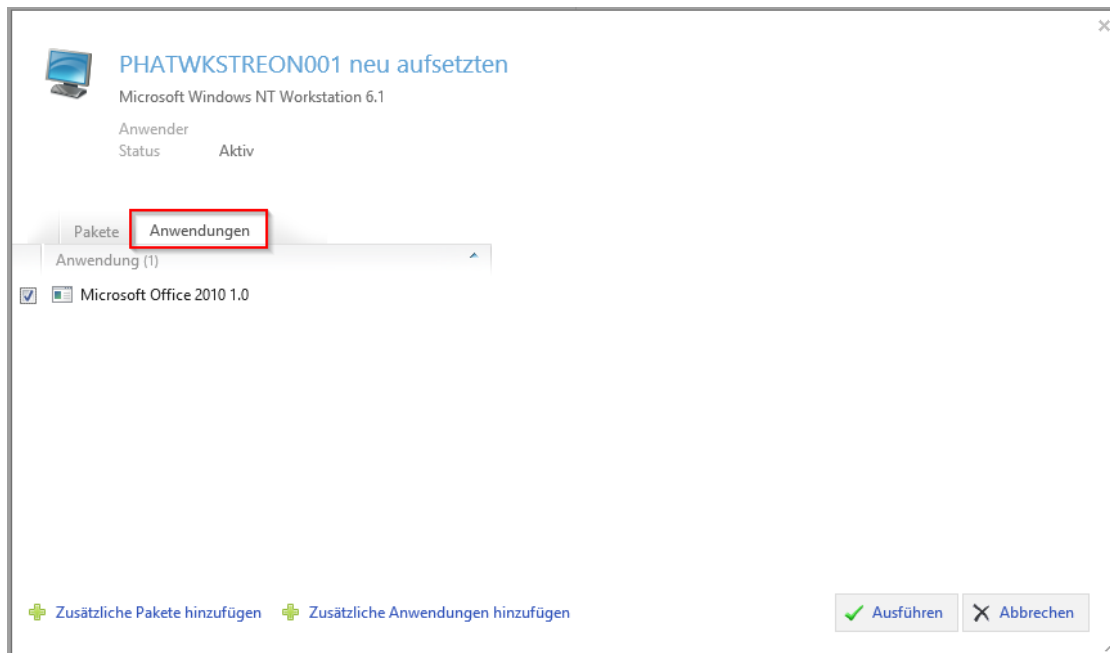 PHATWKSTREON001 neu aufsetzten
Microsoft Windows NT Workstation 6.1
Anwender
Status Aktiv
Pakete Anwendungen
Anwendung (1)
Microsoft Office 2010 1.0
Zusätzliche Pakete hinzufügen Zusätzliche Anwendungen hinzufügen Ausführen Abbrechen